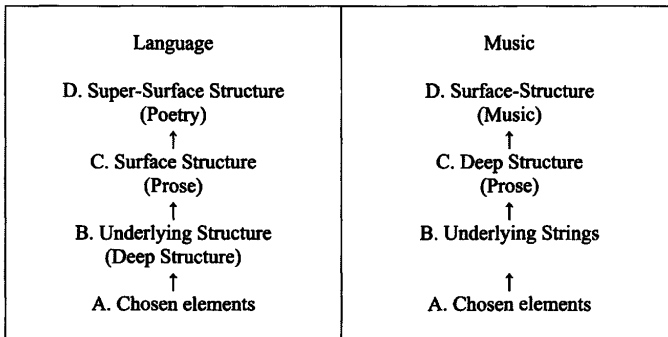 Language
D. Super-Surface Structure
(Poetry)
↑
C. Surface Structure
(Prose)
↑
B. Underlying Structure
(Deep Structure)
↑
A. Chosen elements
Music
D. Surface-Structure
(Music)
↑
C. Deep Structure
(Prose)
↑
B. Underlying Strings
↑
A. Chosen elements